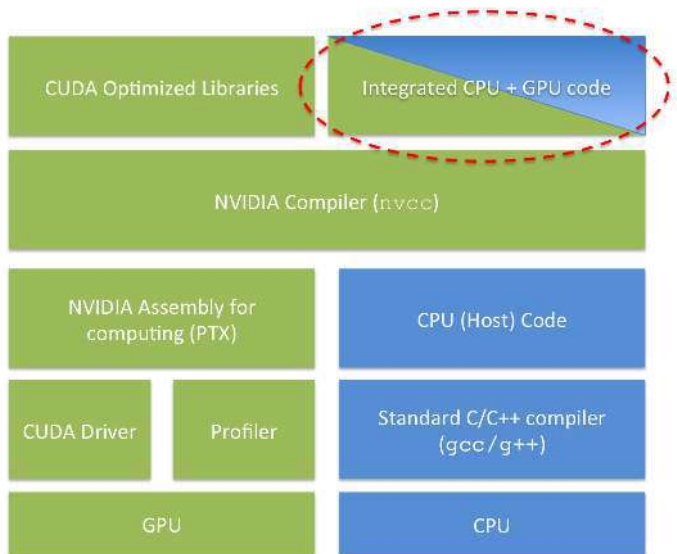 CUDA Optimized Libraries
Integrated CPU + GPU code
NVIDIA Compiler (nvcc)
NVIDIA Assembly for
computing (PTX)
CPU (Host) Code
CUDA Driver
Profiler
Standard C/C++ compiler
(gcc/g++)
GPU
CPU